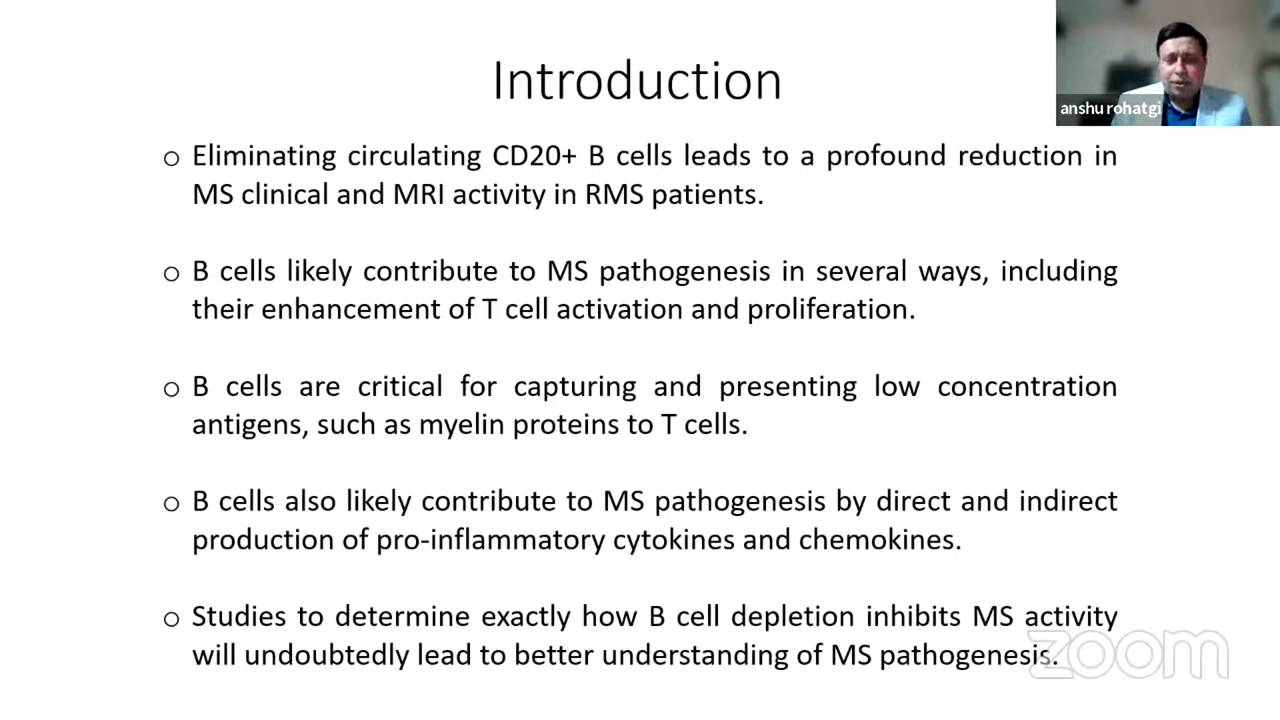 Introduction
anshu rohatgi
o Eliminating circulating CD20+ B cells leads to a profound reduction in
MS clinical and MRI activity in RMS patients.
o B cells likely contribute to MS pathogenesis in several ways, including
their enhancement of T cell activation and proliferation.
o B cells are critical for capturing and presenting low concentration
antigens, such as myelin proteins to T cells.
o B cells also likely contribute to MS pathogenesis by direct and indirect
production of pro-inflammatory cytokines and chemokines.
o Studies to determine exactly how B cell depletion inhibits MS activity
will undoubtedly lead to better understanding of MS pathogenesis.
zoom